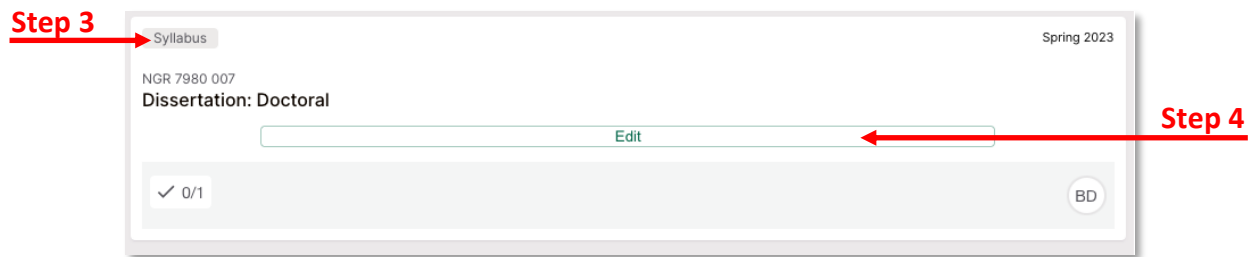 Step 3
Syllabus
Spring 2023
NGR 7980 007
Dissertation: Doctoral
Edit
Step 4
0/1
BD